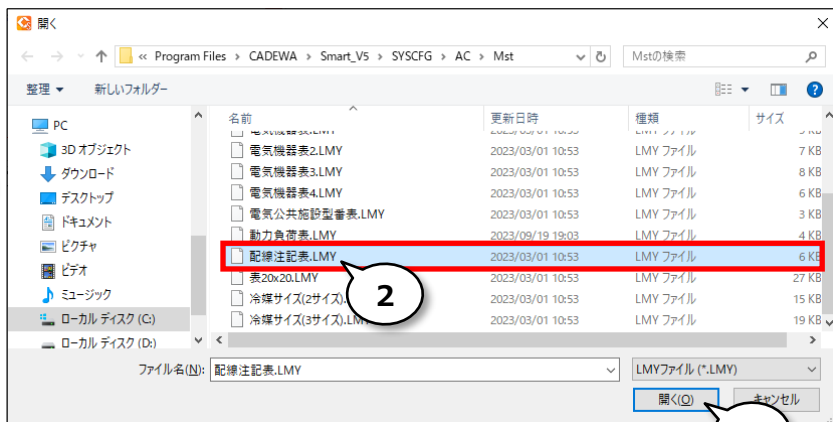 開く
« Program Files › CADEWA › Smart_V5 › SYSCFG › AC › Mst
Mstの検索
整理 新しいフォルダー
名前 更新日時 種類 サイズ
PC
3D オブジェクト
ダウンロード
デスクトップ
ドキュメント
ピクチャ
ビデオ
ミュージック
ローカル ディスク (C:)
ローカル ディスク (D:)
電気機器表2.LMY 2023/03/01 10:53 LMY ファイル 7 KB
電気機器表3.LMY 2023/03/01 10:53 LMY ファイル 8 KB
電気機器表4.LMY 2023/03/01 10:53 LMY ファイル 6 KB
電気公共施設型番表.LMY 2023/03/01 10:53 LMY ファイル 3 KB
動力負荷表.LMY 2023/09/19 19:03 LMY ファイル 4 KB
配線注記表.LMY 2023/03/01 10:53 LMY ファイル 6 KB
表20x20.LMY 2023/03/01 10:53 LMY ファイル 27 KB
冷媒サイズ(2サイズ). 2023/03/01 10:53 LMY ファイル 15 KB
冷媒サイズ(3サイズ).LMY 2023/03/01 10:53 LMY ファイル 19 KB
2
ファイル名(N): 配線注記表.LMY LMYファイル (*.LMY)
開く(O) キャンセル